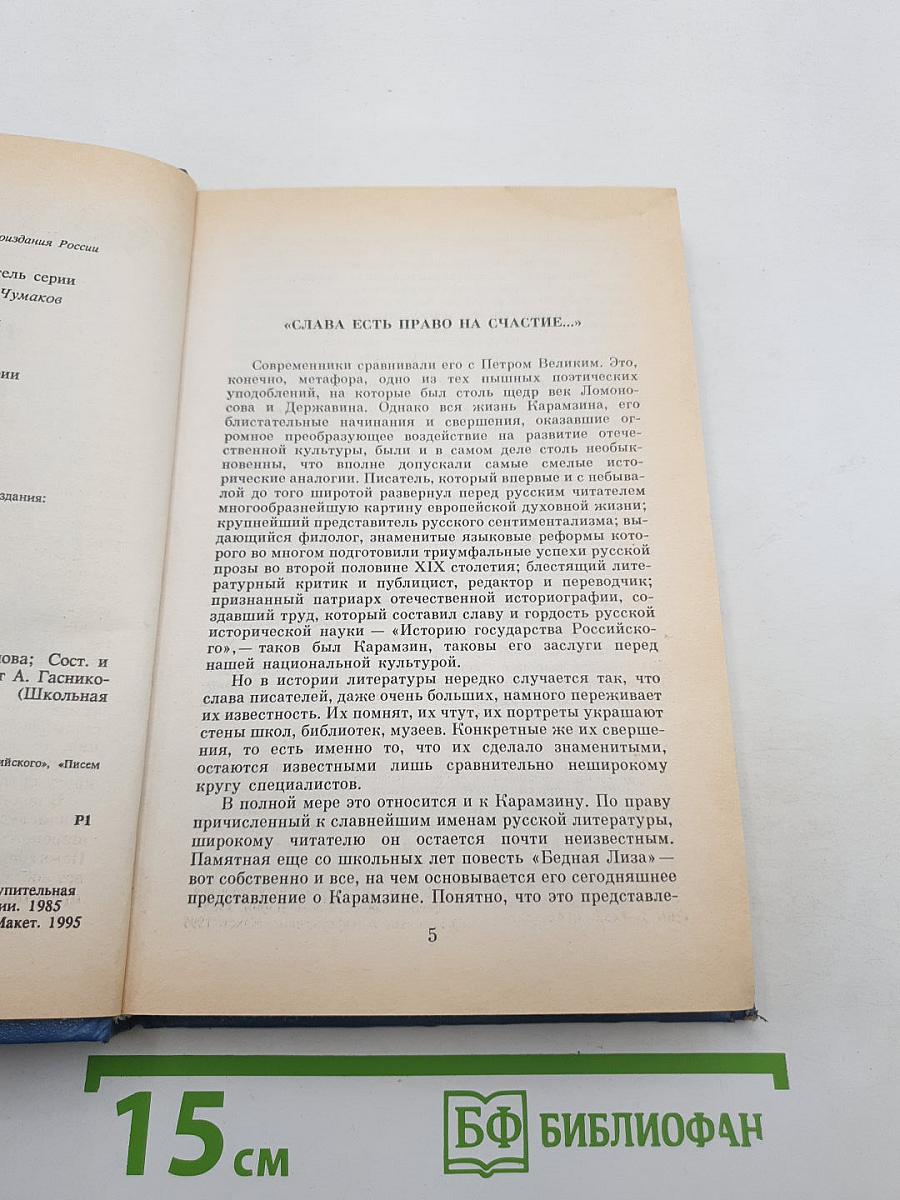 риздания России
тель серии
Чумаков
рии
здания:
нова; Сост. и
т А. Гаснико-
(Школьная
ийского», «Писем
Р1
упительная
ии. 1985
Макет. 1995
«СЛАВА ЕСТЬ ПРАВО НА СЧАСТИЕ...»
Современники сравнивали его с Петром Великим. Это,
конечно, метафора, одно из тех пышных поэтических
уподоблений, на которые был столь щедр век Ломоно-
сова и Державина. Однако вся жизнь Карамзина, его
блистательные начинания и свершения, оказавшие ог-
ромное преобразующее воздействие на развитие отече-
ственной культуры, были и в самом деле столь необык-
новенны, что вполне допускали самые смелые исто-
рические аналогии. Писатель, который впервые и с небыва-
лой до того широтой развернул перед русским читателем
многообразнейшую картину европейской духовной жизни;
крупнейший представитель русского сентиментализма; вы-
дающийся филолог, знаменитые языковые реформы кото-
рого во многом подготовили триумфальные успехи русской
прозы во второй половине XIX столетия; блестящий лите-
ратурный критик и публицист, редактор и переводчик;
признанный патриарх отечественной историографии, со-
здавший труд, который составил славу и гордость русской
исторической науки — «Историю государства Российско-
го»,— таков был Карамзин, таковы его заслуги перед
нашей национальной культурой.
Но в истории литературы нередко случается так, что
слава писателей, даже очень больших, намного переживает
их известность. Их помнят, их чтут, их портреты украшают
стены школ, библиотек, музеев. Конкретные же их сверше-
ния, то есть именно то, что их сделало знаменитыми,
остаются известными лишь сравнительно неширокому
кругу специалистов.
В полной мере это относится и к Карамзину. По праву
причисленный к славнейшим именам русской литературы,
широкому читателю он остается почти неизвестным.
Памятная еще со школьных лет повесть «Бедная Лиза» —
вот собственно и все, на чем основывается его сегодняшнее
представление о Карамзине. Понятно, что это представле-
5
15 см
БФ БИБЛИОФАН